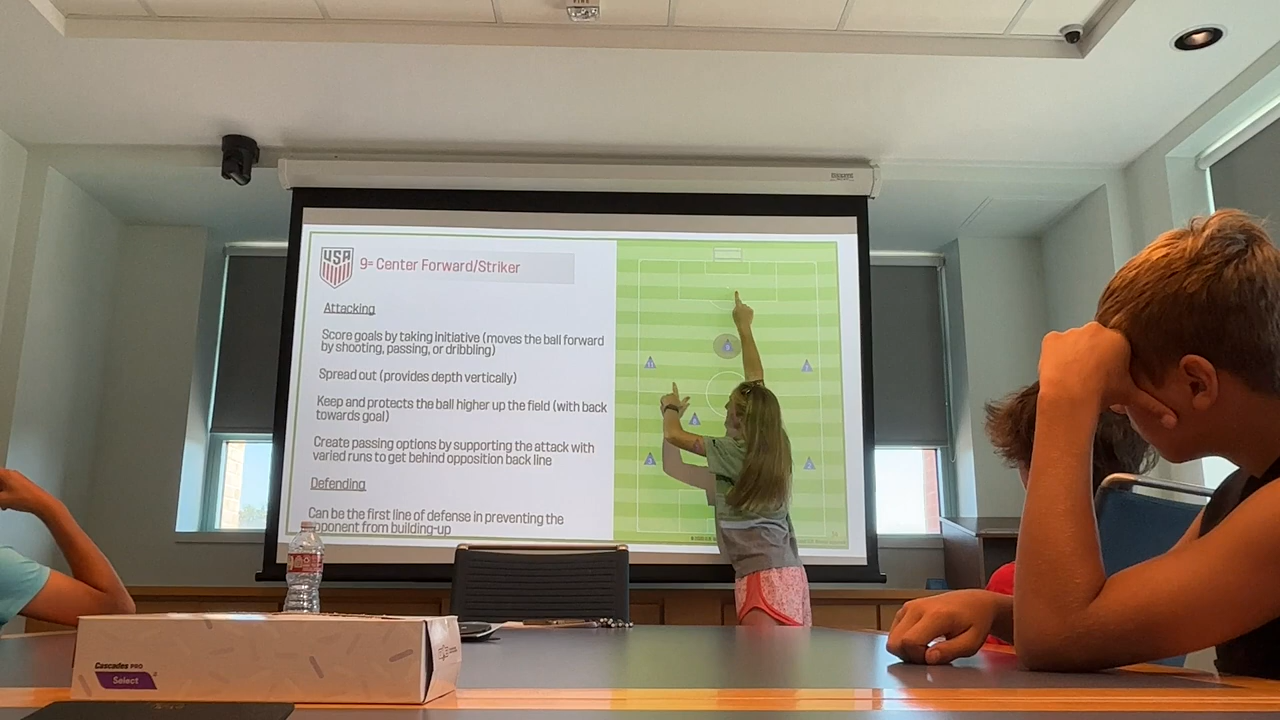 USA
9= Center Forward/Striker
Attacking
Score goals by taking initiative (moves the ball forward
by shooting, passing, or dribbling)
Spread out (provides depth vertically)
Keep and protects the ball higher up the field (with back
towards goal)
Create passing options by supporting the attack with
varied runs to get behind opposition back line
Defending
Can be the first line of defense in preventing the
opponent from building-up
11
3
2
Cascades PRO
Select